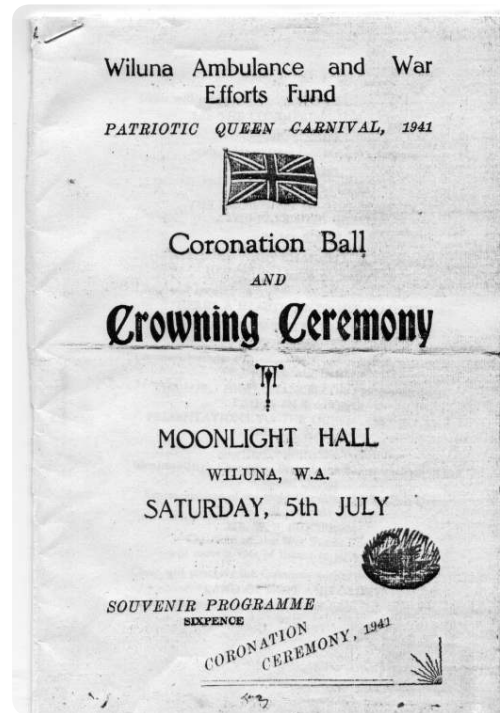 Wiluna Ambulance and War
Efforts Fund
PATRIOTIC QUEEN CARNIVAL, 1941
Coronation Ball
AND
Crowning Ceremony
MOONLIGHT HALL
WILUNA, W.A.
SATURDAY, 5th JULY
SOUVENIR PROGRAMME
SIXPENCE
CORONATION
CEREMONY, 1941